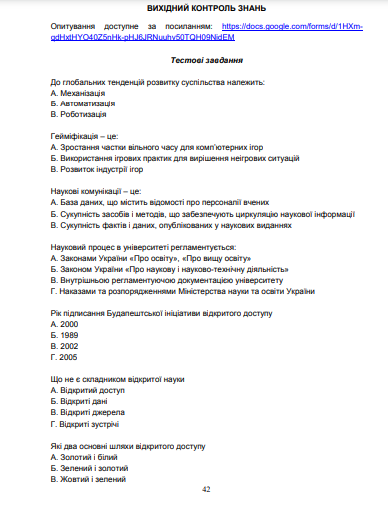 ВИХІДНИЙ КОНТРОЛЬ ЗНАНЬ
Опитування доступне за посиланням: https://docs.google.com/forms/d/1HXm-
gdHxtHYO40Z5nHk-pHJ6JRNuuhv50TQH09NidEM
Тестові завдання
До глобальних тенденцій розвитку суспільства належить:
А. Механізація
Б. Автоматизація
В. Роботизація
Гейміфікація – це:
А. Зростання частки вільного часу для комп'ютерних ігор
Б. Використання ігрових практик для вирішення неігрових ситуацій
В. Розвиток індустрії ігор
Наукові комунікації – це:
А. База даних, що містить відомості про персоналії вчених
Б. Сукупність засобів і методів, що забезпечують циркуляцію наукової інформації
В. Сукупність фактів і даних, опублікованих у наукових виданнях
Науковий процес в університеті регламентується:
А. Законами України «Про освіту», «Про вищу освіту»
Б. Законом України «Про наукову і науково-технічну діяльність»
В. Внутрішньою регламентуючою документацією університету
Г. Наказами та розпорядженнями Міністерства науки та освіти України
Рік підписання Будапештської ініціативи відкритого доступу
А. 2000
Б. 1989
В. 2002
Г. 2005
Що не є складником відкритої науки
А. Відкритий доступ
Б. Відкриті дані
В. Відкриті джерела
Г. Відкриті зустрічі
Які два основні шляхи відкритого доступу
А. Золотий і білий
Б. Зелений і золотий
В. Жовтий і зелений
42